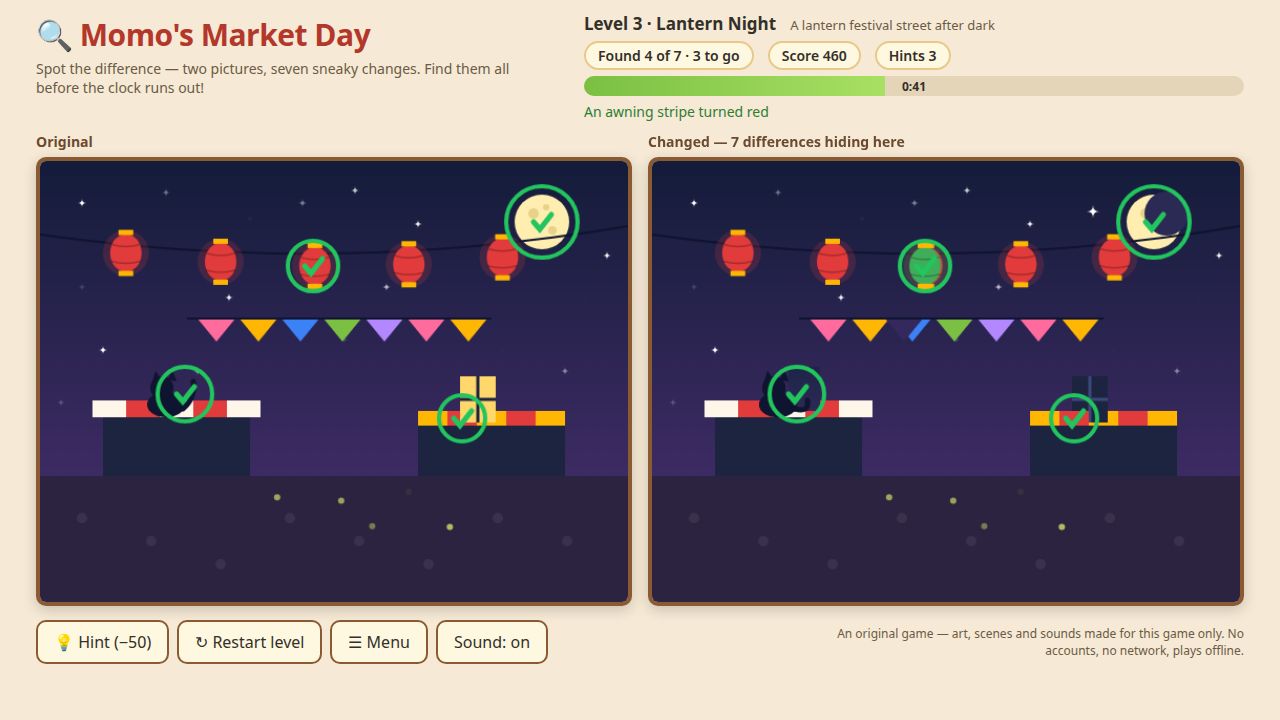 Momo's Market Day
Spot the difference — two pictures, seven sneaky changes. Find them all
before the clock runs out!
Level 3 · Lantern Night A lantern festival street after dark
Found 4 of 7 · 3 to go Score 460 Hints 3
0:41
An awning stripe turned red
Original
Changed — 7 differences hiding here
Hint (−50) ↻ Restart level ☰ Menu Sound: on
An original game — art, scenes and sounds made for this game only. No
accounts, no network, plays offline.